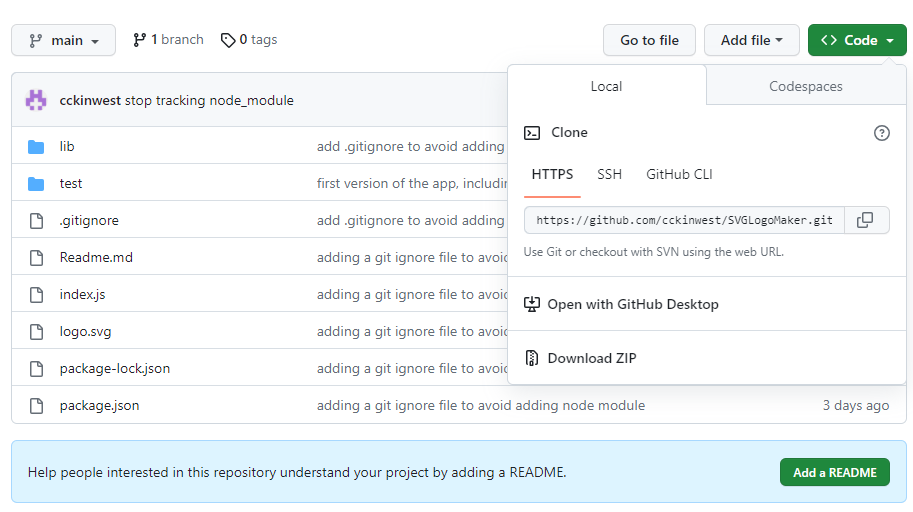 main
1 branch
0 tags
Go to file
Add file
Code
cckinwest stop tracking node_module
Local
Codespaces
Clone
HTTPS
SSH
GitHub CLI
https://github.com/cckinwest/SVGLogoMaker.git
Use Git or checkout with SVN using the web URL.
Open with GitHub Desktop
Download ZIP
lib
add .gitignore to avoid adding
test
first version of the app, includin
.gitignore
add .gitignore to avoid adding
Readme.md
adding a git ignore file to avoid
index.js
adding a git ignore file to avoid
logo.svg
adding a git ignore file to avoid
package-lock.json
adding a git ignore file to avoid
package.json
adding a git ignore file to avoid adding node module
3 days ago
Help people interested in this repository understand your project by adding a README.
Add a README